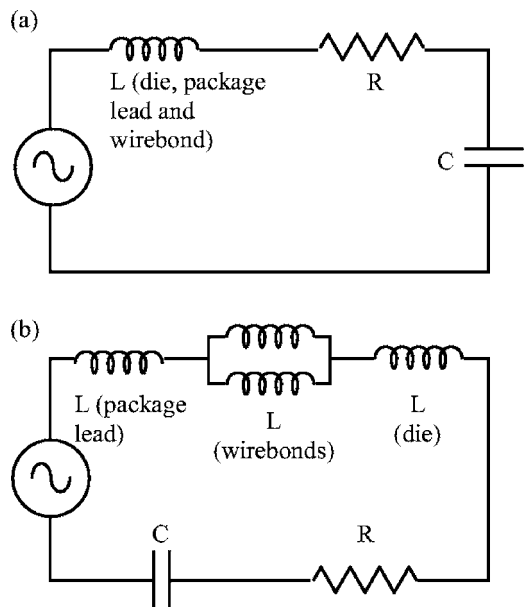 (a)
L (die, package
lead and
wirebond)
R
C
(b)
L (package
lead)
L
(wirebonds)
L
(die)
C
R